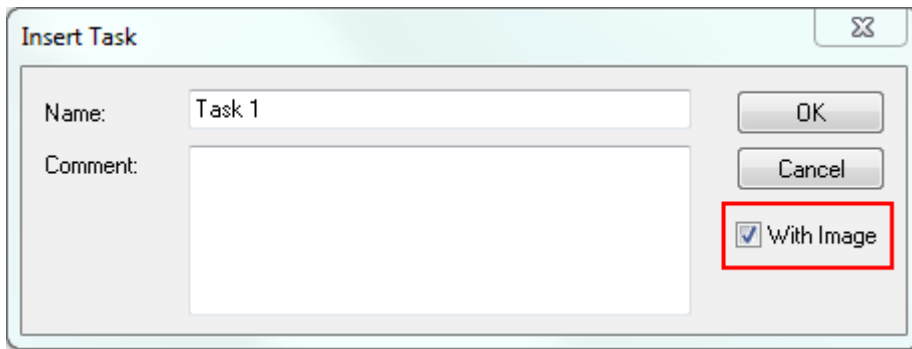 Insert Task
Name:
Task 1
OK
Comment:
Cancel
With Image